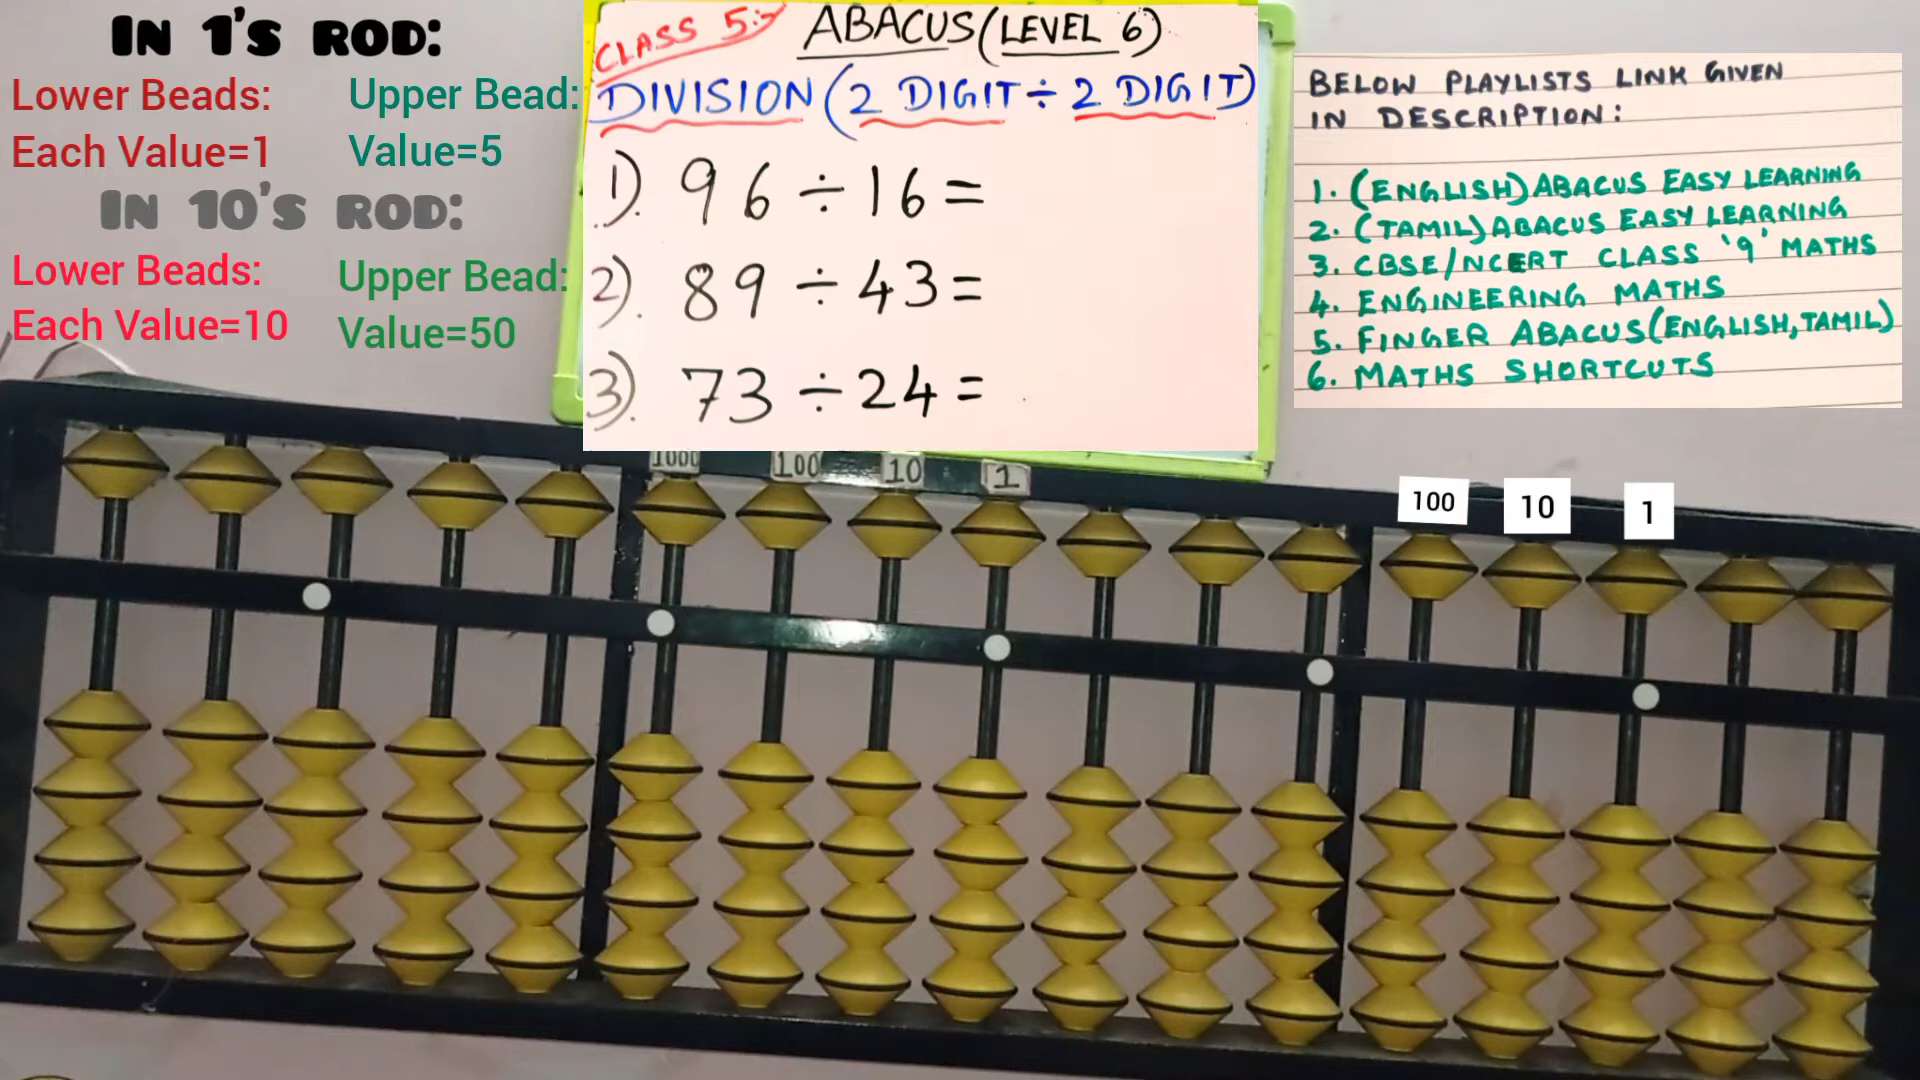 IN 1'S ROD:
Lower Beads:
Each Value=1
Upper Bead:
Value=5
IN 10'S ROD:
Lower Beads:
Each Value=10
Upper Bead:
Value=50
CLASS 5:-
ABACUS (LEVEL 6)
DIVISION (2 DIGIT ÷ 2 DIGIT)
1). 96 ÷ 16 =
2). 89 ÷ 43 =
3). 73 ÷ 24 =
BELOW PLAYLISTS LINK GIVEN
IN DESCRIPTION:
1. (ENGLISH) ABACUS EASY LEARNING
2. (TAMIL) ABACUS EASY LEARNING
3. CBSE/NCERT CLASS '9' MATHS
4. ENGINEERING MATHS
5. FINGER ABACUS (ENGLISH, TAMIL)
6. MATHS SHORTCUTS
1000 100 10 1
100 10 1